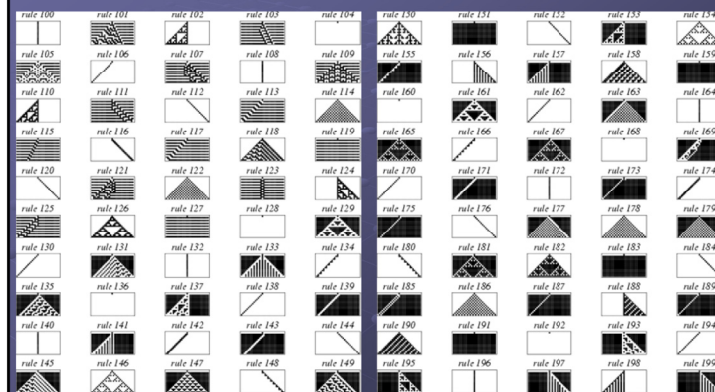 rule 100 rule 101 rule 102 rule 103 rule 104 rule 150 rule 151 rule 152 rule 153 rule 154
rule 105 rule 106 rule 107 rule 108 rule 109 rule 155 rule 156 rule 157 rule 158 rule 159
rule 110 rule 111 rule 112 rule 113 rule 114 rule 160 rule 161 rule 162 rule 163 rule 164
rule 115 rule 116 rule 117 rule 118 rule 119 rule 165 rule 166 rule 167 rule 168 rule 169
rule 120 rule 121 rule 122 rule 123 rule 124 rule 170 rule 171 rule 172 rule 173 rule 174
rule 125 rule 126 rule 127 rule 128 rule 129 rule 175 rule 176 rule 177 rule 178 rule 179
rule 130 rule 131 rule 132 rule 133 rule 134 rule 180 rule 181 rule 182 rule 183 rule 184
rule 135 rule 136 rule 137 rule 138 rule 139 rule 185 rule 186 rule 187 rule 188 rule 189
rule 140 rule 141 rule 142 rule 143 rule 144 rule 190 rule 191 rule 192 rule 193 rule 194
rule 145 rule 146 rule 147 rule 148 rule 149 rule 195 rule 196 rule 197 rule 198 rule 199